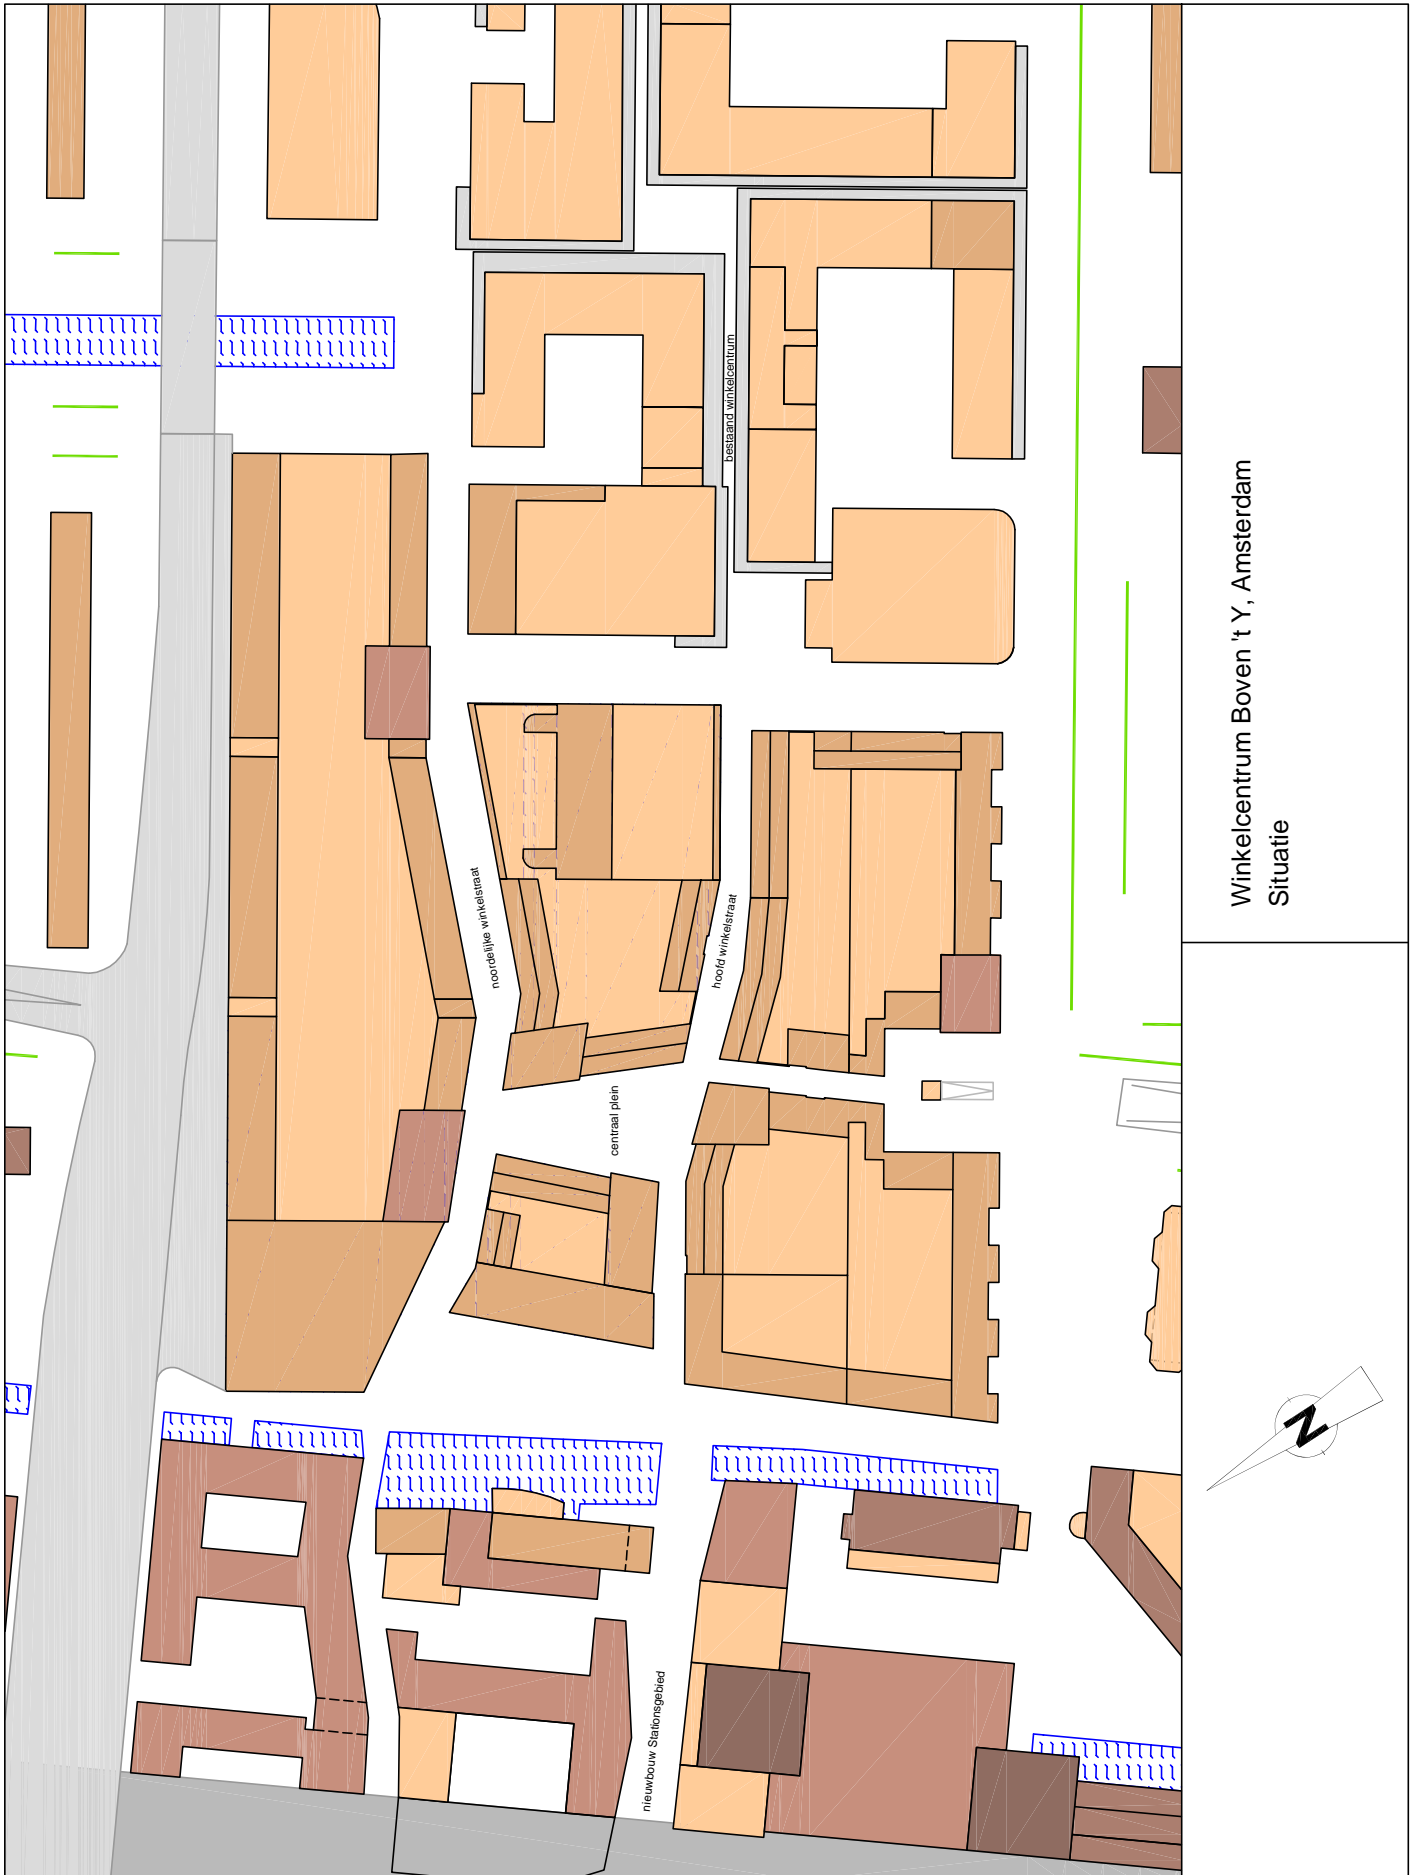 Winkelcentrum Boven 't Y, Amsterdam
Situatie
bestaand winkelcentrum
noordelijke winkelstraat
hoofd winkelstraat
centraal plein
nieuwbouw Stationsgebied
N